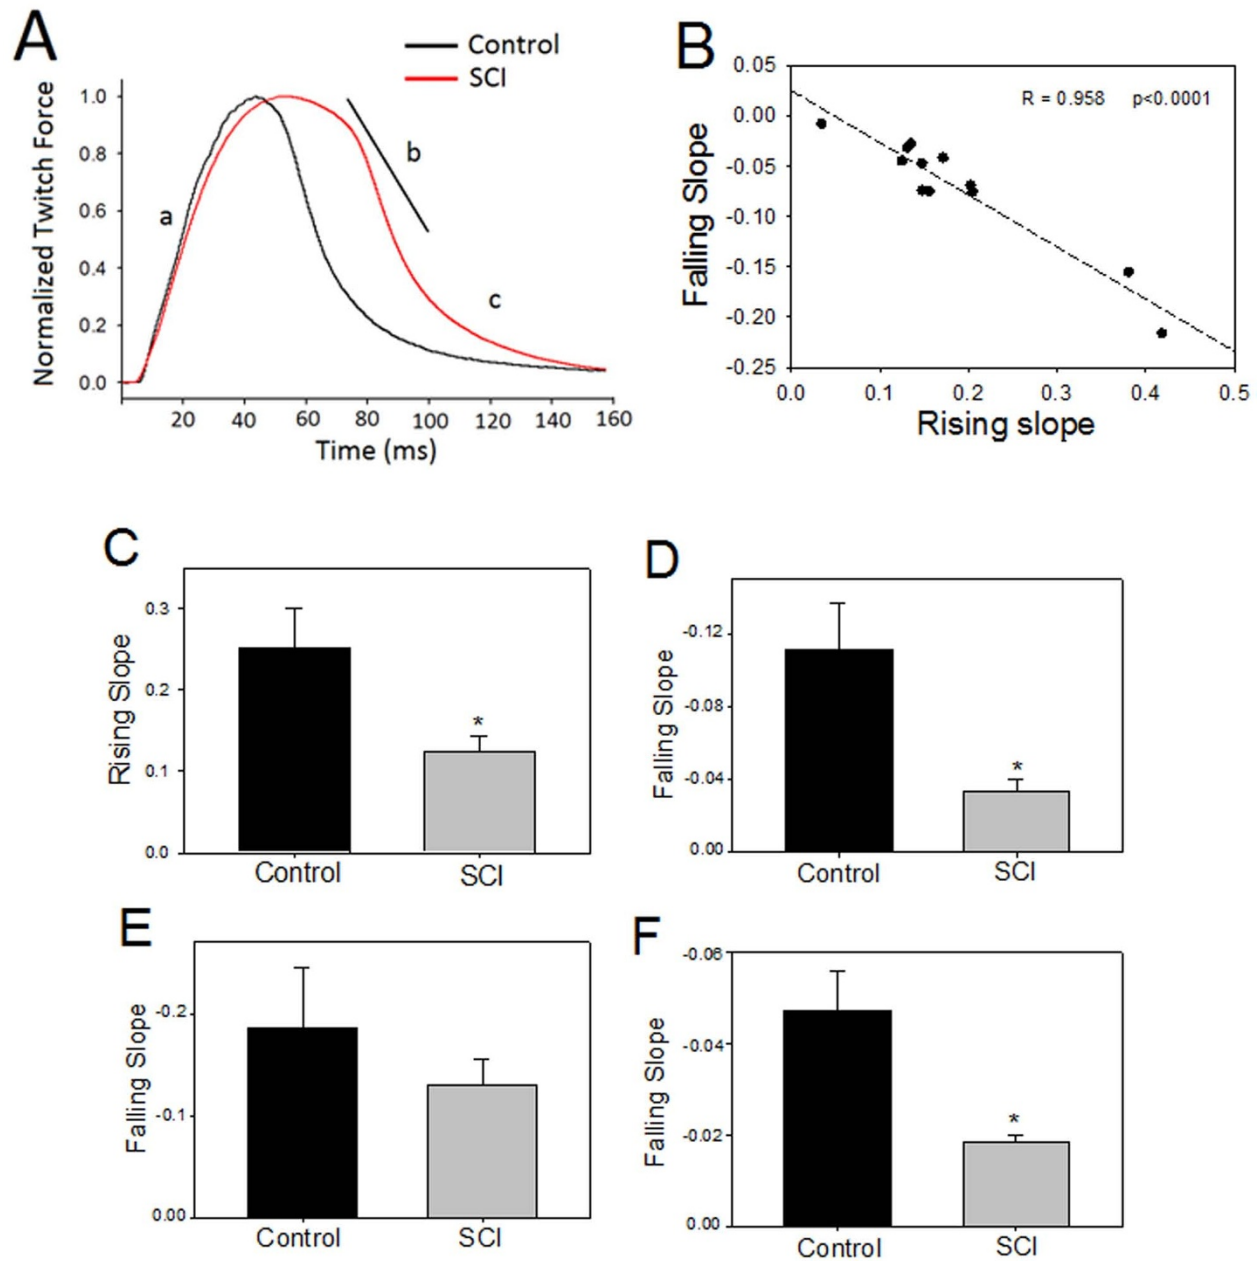 A
Control
SCI
Normalized Twitch Force
1.0
0.8
0.6
0.4
0.2
0.0
a
b
c
20 40 60 80 100 120 140 160
Time (ms)
B
Falling Slope
0.05
0.00
-0.05
-0.10
-0.15
-0.20
-0.25
R = 0.958 p<0.0001
0.0 0.1 0.2 0.3 0.4 0.5
Rising slope
C
Rising Slope
0.3
0.2
0.1
0.0
*
Control SCI
D
Falling Slope
-0.12
-0.08
-0.04
0.00
*
Control SCI
E
Falling Slope
-0.2
-0.1
0.00
Control SCI
F
Falling Slope
-0.06
-0.04
-0.02
0.00
*
Control SCI